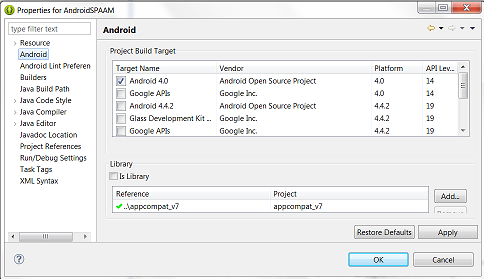 Properties for AndroidSPAAM
type filter text
Resource
Android
Android Lint Preferen
Builders
Java Build Path
Java Code Style
Java Compiler
Java Editor
Javadoc Location
Project References
Run/Debug Settings
Task Tags
XML Syntax
Android
Project Build Target
Target Name Vendor Platform API Lev...
Android 4.0 Android Open Source Project 4.0 14
Google APIs Google Inc. 4.0 14
Android 4.4.2 Android Open Source Project 4.4.2 19
Glass Development Kit ... Google Inc. 4.4.2 19
Google APIs Google Inc. 4.4.2 19
Library
Is Library
Reference Project
..\appcompat_v7 appcompat_v7
Add...
Restore Defaults Apply
? OK Cancel